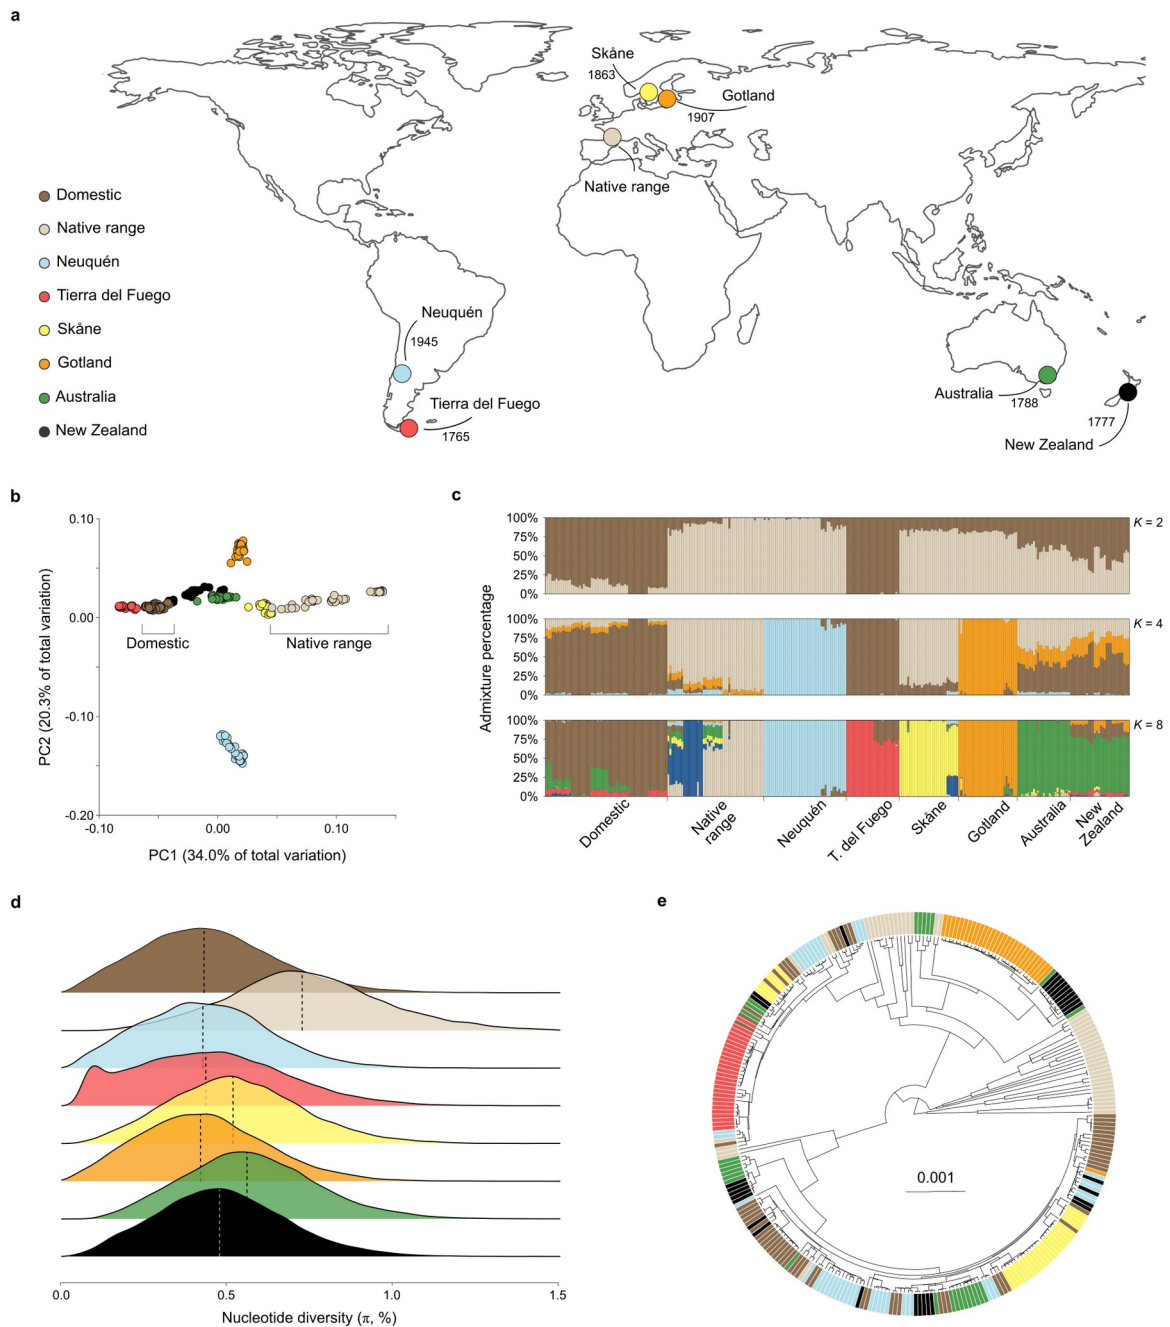 a
Skåne
1863
Gotland
1907
Native range
Domestic
Native range
Neuquén
Tierra del Fuego
Skåne
Gotland
Australia
New Zealand
Neuquén
1945
Tierra del Fuego
1765
Australia
1788
1777
New Zealand
b
0.10
0.00
-0.10
-0.20
-0.10
0.00
0.10
Domestic
Native range
PC2 (20.3% of total variation)
PC1 (34.0% of total variation)
c
100%
75%
50%
25%
0%
K = 2
100%
75%
50%
25%
0%
K = 4
100%
75%
50%
25%
0%
K = 8
Admixture percentage
Domestic
Native
range
Neuquén
T. del Fuego
Skåne
Gotland
Australia
New
Zealand
d
0.0
0.5
1.0
1.5
Nucleotide diversity (π, %)
e
0.001